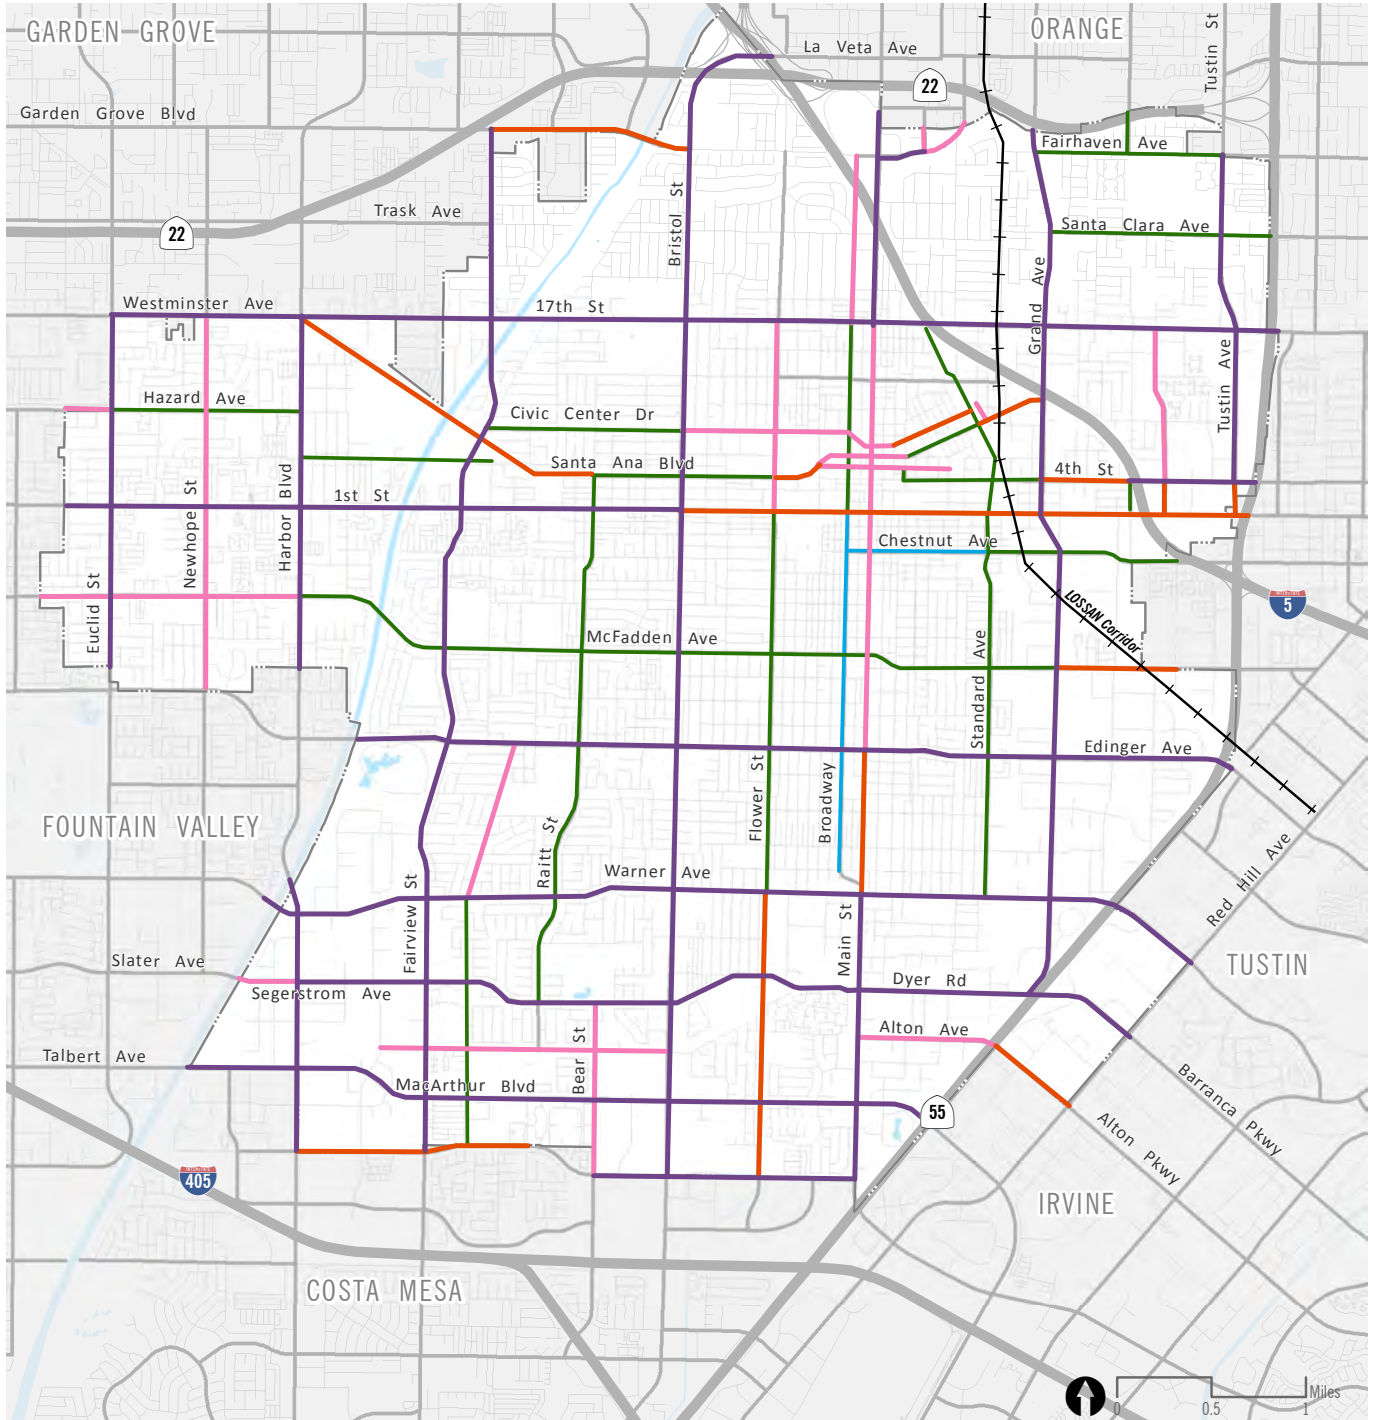 GARDEN GROVE
ORANGE
Tustin St
La Veta Ave
22
Garden Grove Blvd
Fairhaven Ave
Bristol St
Trask Ave
22
Santa Clara Ave
Grand Ave
Westminster Ave
17th St
Tustin Ave
Hazard Ave
Civic Center Dr
Santa Ana Blvd
4th St
1st St
Newhope St
Harbor Blvd
Chestnut Ave
Euclid St
LOSSAN Corridor
INTERSTATE
5
McFadden Ave
Standard Ave
Edinger Ave
Flower St
Broadway
FOUNTAIN VALLEY
Raitt St
Red Hill Ave
Warner Ave
Fairview St
Main St
Slater Ave
TUSTIN
Segerstrom Ave
Dyer Rd
Bear St
Alton Ave
Talbert Ave
MacArthur Blvd
Barranca Pkwy
55
Alton Pkwy
INTERSTATE
405
IRVINE
COSTA MESA
Miles
0 0.5 1